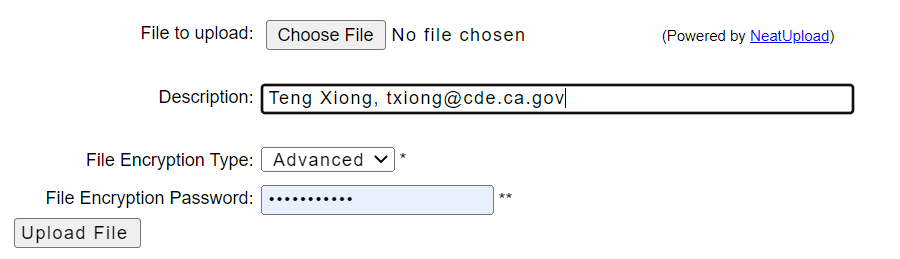 File to upload: Choose File No file chosen (Powered by NeatUpload)
Description: Teng Xiong, txiong@cde.ca.gov
File Encryption Type: Advanced *
File Encryption Password: ••••••••••• **
Upload File